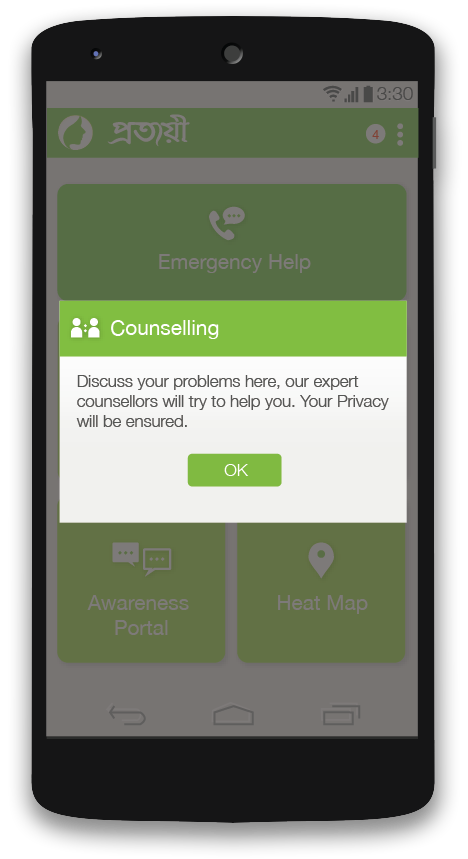 3:30
প্রত্যয়ী
4
Emergency Help
Counselling
Discuss your problems here, our expert
counsellors will try to help you. Your Privacy
will be ensured.
OK
Awareness
Portal
Heat Map